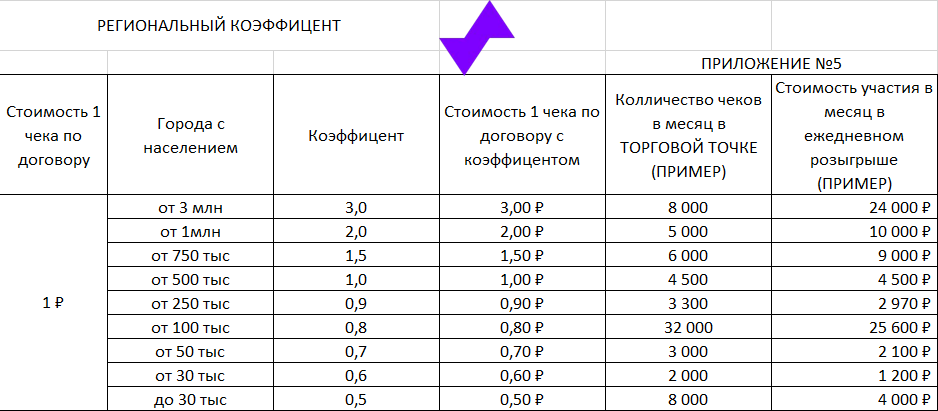 РЕГИОНАЛЬНЫЙ КОЭФФИЦЕНТ
ПРИЛОЖЕНИЕ №5
Стоимость 1
чека по
договору
Города с
населением
Коэффицент
Стоимость 1 чека по
договору с
коэффицентом
Колличество чеков
в месяц в
ТОРГОВОЙ ТОЧКЕ
(ПРИМЕР)
Стоимость участия в
месяц в
ежедневном
розыгрыше
(ПРИМЕР)
1 ₽
от 3 млн 3,0 3,00 ₽ 8 000 24 000 ₽
от 1млн 2,0 2,00 ₽ 5 000 10 000 ₽
от 750 тыс 1,5 1,50 ₽ 6 000 9 000 ₽
от 500 тыс 1,0 1,00 ₽ 4 500 4 500 ₽
от 250 тыс 0,9 0,90 ₽ 3 300 2 970 ₽
от 100 тыс 0,8 0,80 ₽ 32 000 25 600 ₽
от 50 тыс 0,7 0,70 ₽ 3 000 2 100 ₽
от 30 тыс 0,6 0,60 ₽ 2 000 1 200 ₽
до 30 тыс 0,5 0,50 ₽ 8 000 4 000 ₽